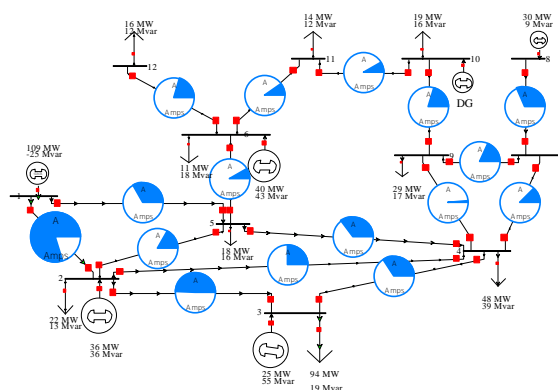 16 MW
12 Mvar
14 MW
12 Mvar
19 MW
16 Mvar
30 MW
9 Mvar
12
11
10
8
A
Amps
A
Amps
A
Amps
DG
A
Amps
A
Amps
6
109 MW
-25 Mvar
11 MW
18 Mvar
A
Amps
40 MW
43 Mvar
9
A
Amps
29 MW
17 Mvar
A
Amps
A
Amps
1
A
Amps
A
Amps
5
18 MW
18 Mvar
A
Amps
A
Amps
4
2
A
Amps
A
Amps
A
Amps
48 MW
39 Mvar
22 MW
13 Mvar
36 MW
36 Mvar
3
25 MW
55 Mvar
94 MW
19 Mvar